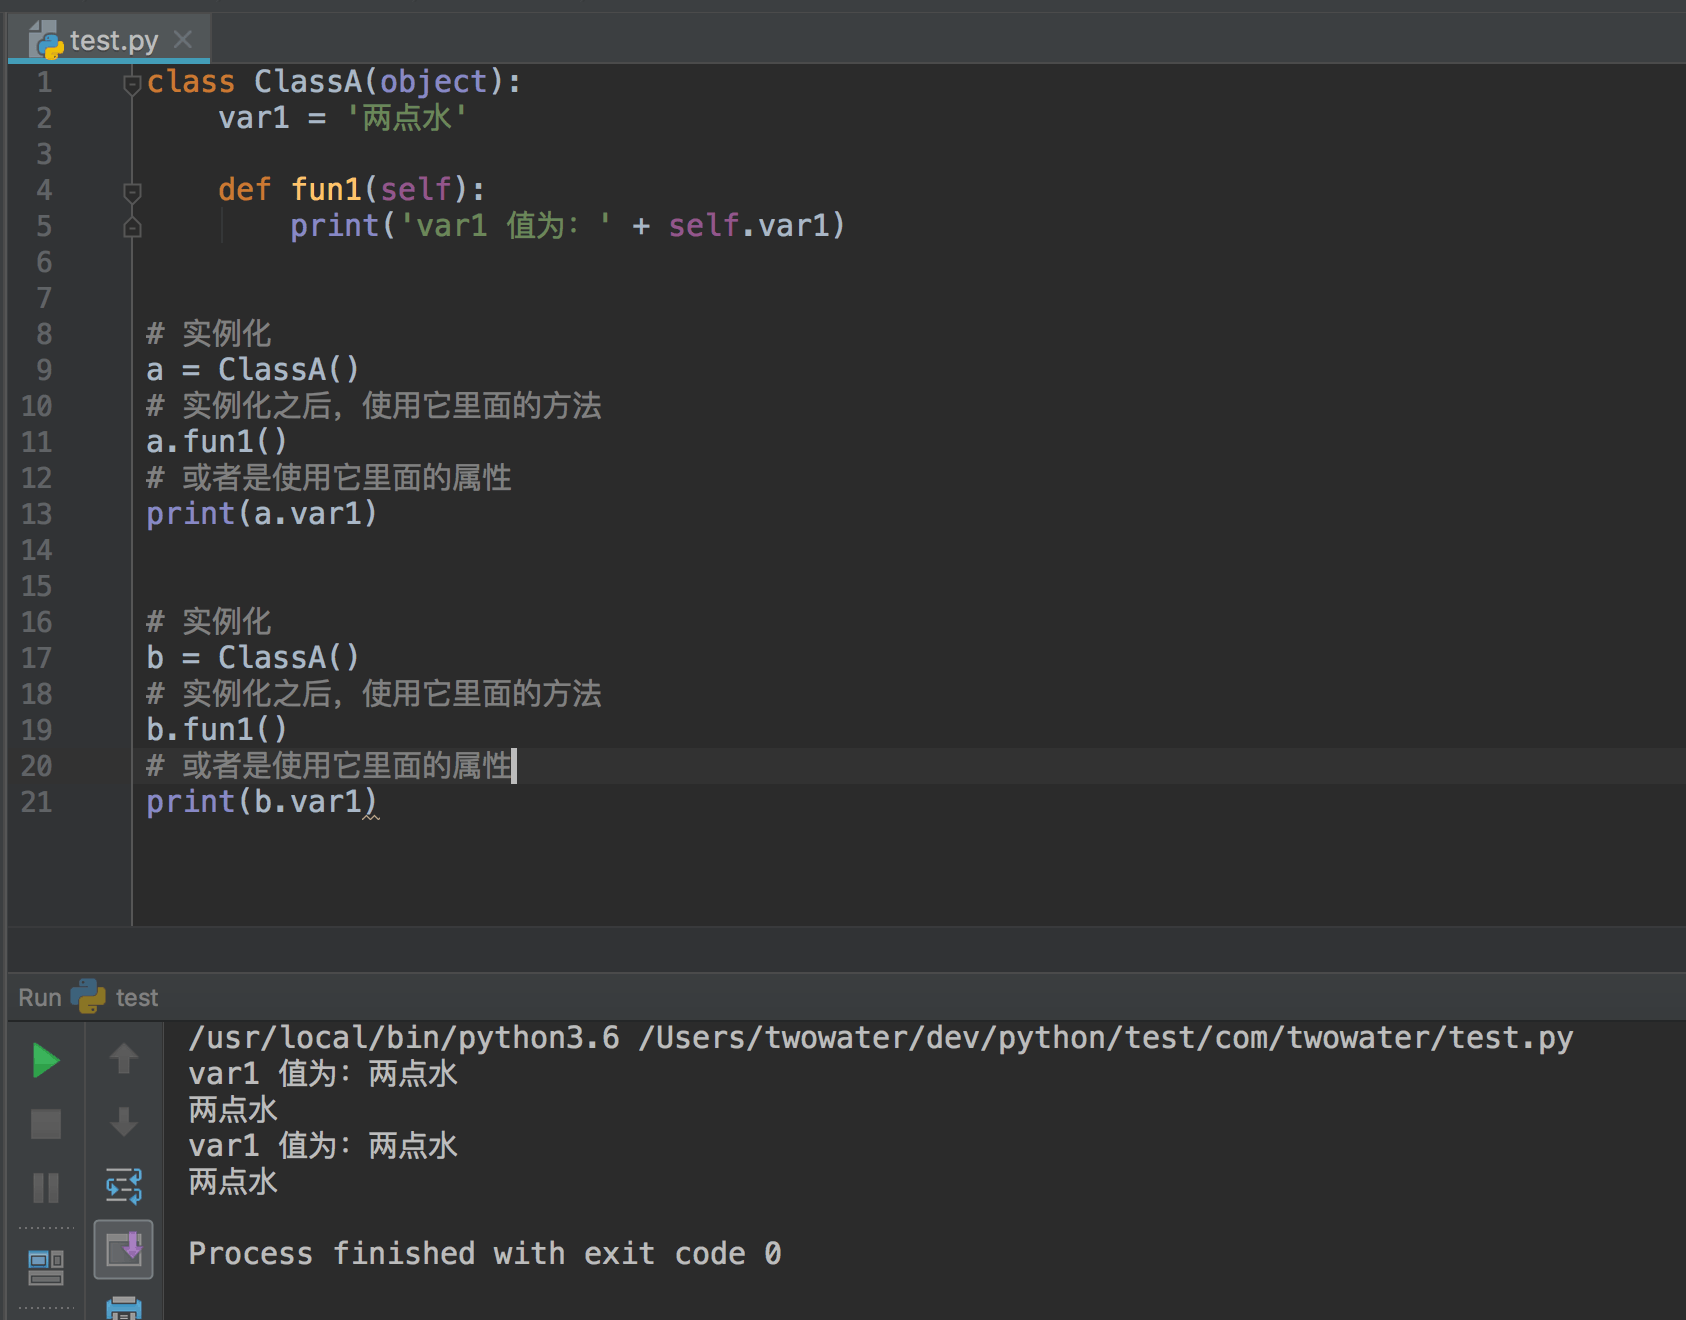 test.py
1 class ClassA(object):
2     var1 = '两点水'
3
4     def fun1(self):
5         print('var1 值为：' + self.var1)
6
7
8 # 实例化
9 a = ClassA()
10 # 实例化之后，使用它里面的方法
11 a.fun1()
12 # 或者是使用它里面的属性
13 print(a.var1)
14
15
16 # 实例化
17 b = ClassA()
18 # 实例化之后，使用它里面的方法
19 b.fun1()
20 # 或者是使用它里面的属性
21 print(b.var1)
Run test
/usr/local/bin/python3.6 /Users/twowater/dev/python/test/com/twowater/test.py
var1 值为：两点水
两点水
var1 值为：两点水
两点水
Process finished with exit code 0